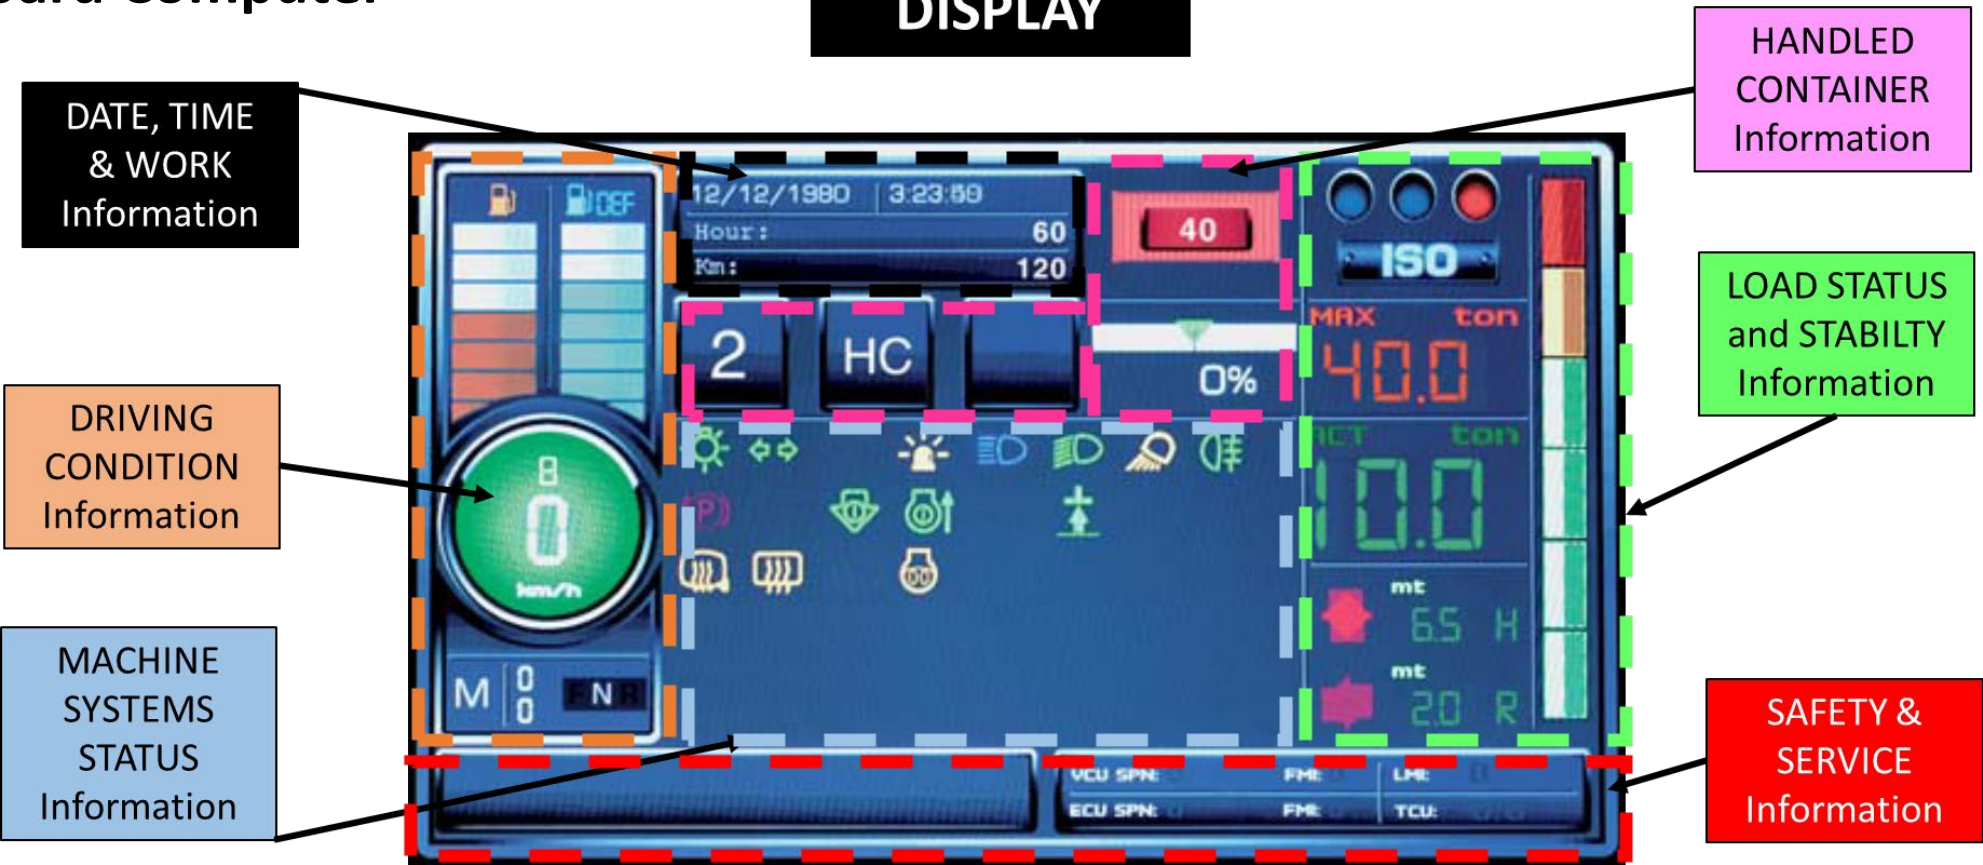 DISPLAY
DATE, TIME
& WORK
Information
HANDLED
CONTAINER
Information
LOAD STATUS
and STABILTY
Information
DRIVING
CONDITION
Information
MACHINE
SYSTEMS
STATUS
Information
SAFETY &
SERVICE
Information
DEF
12/12/1980
Hour: 60
Km: 120
40
2
HC
0%
ISO
MAX ton
40.0
ton
10.0
mt
6.5 H
mt
2.0 R
0
km/h
(P)
M 0
0
N
VCU SPN: FMI: LMI:
ECU SPN: FMI: TCU: